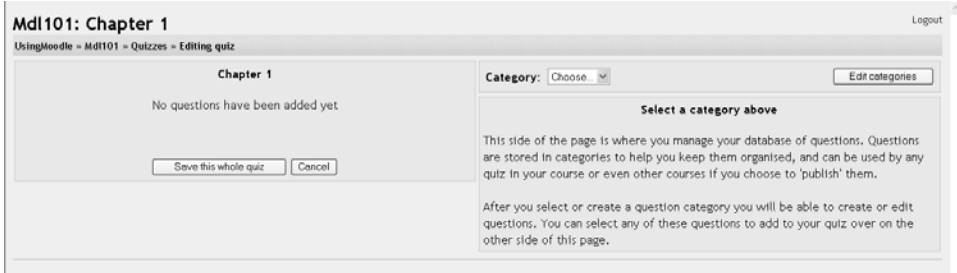 Mdl101: Chapter 1
Logout
UsingMoodle » Mdl101 » Quizzes » Editing quiz
Chapter 1
No questions have been added yet
Save this whole quiz
Cancel
Category: Choose...
Edit categories
Select a category above
This side of the page is where you manage your database of questions. Questions
are stored in categories to help you keep them organised, and can be used by any
quiz in your course or even other courses if you choose to 'publish' them.
After you select or create a question category you will be able to create or edit
questions. You can select any of these questions to add to your quiz over on the
other side of this page.